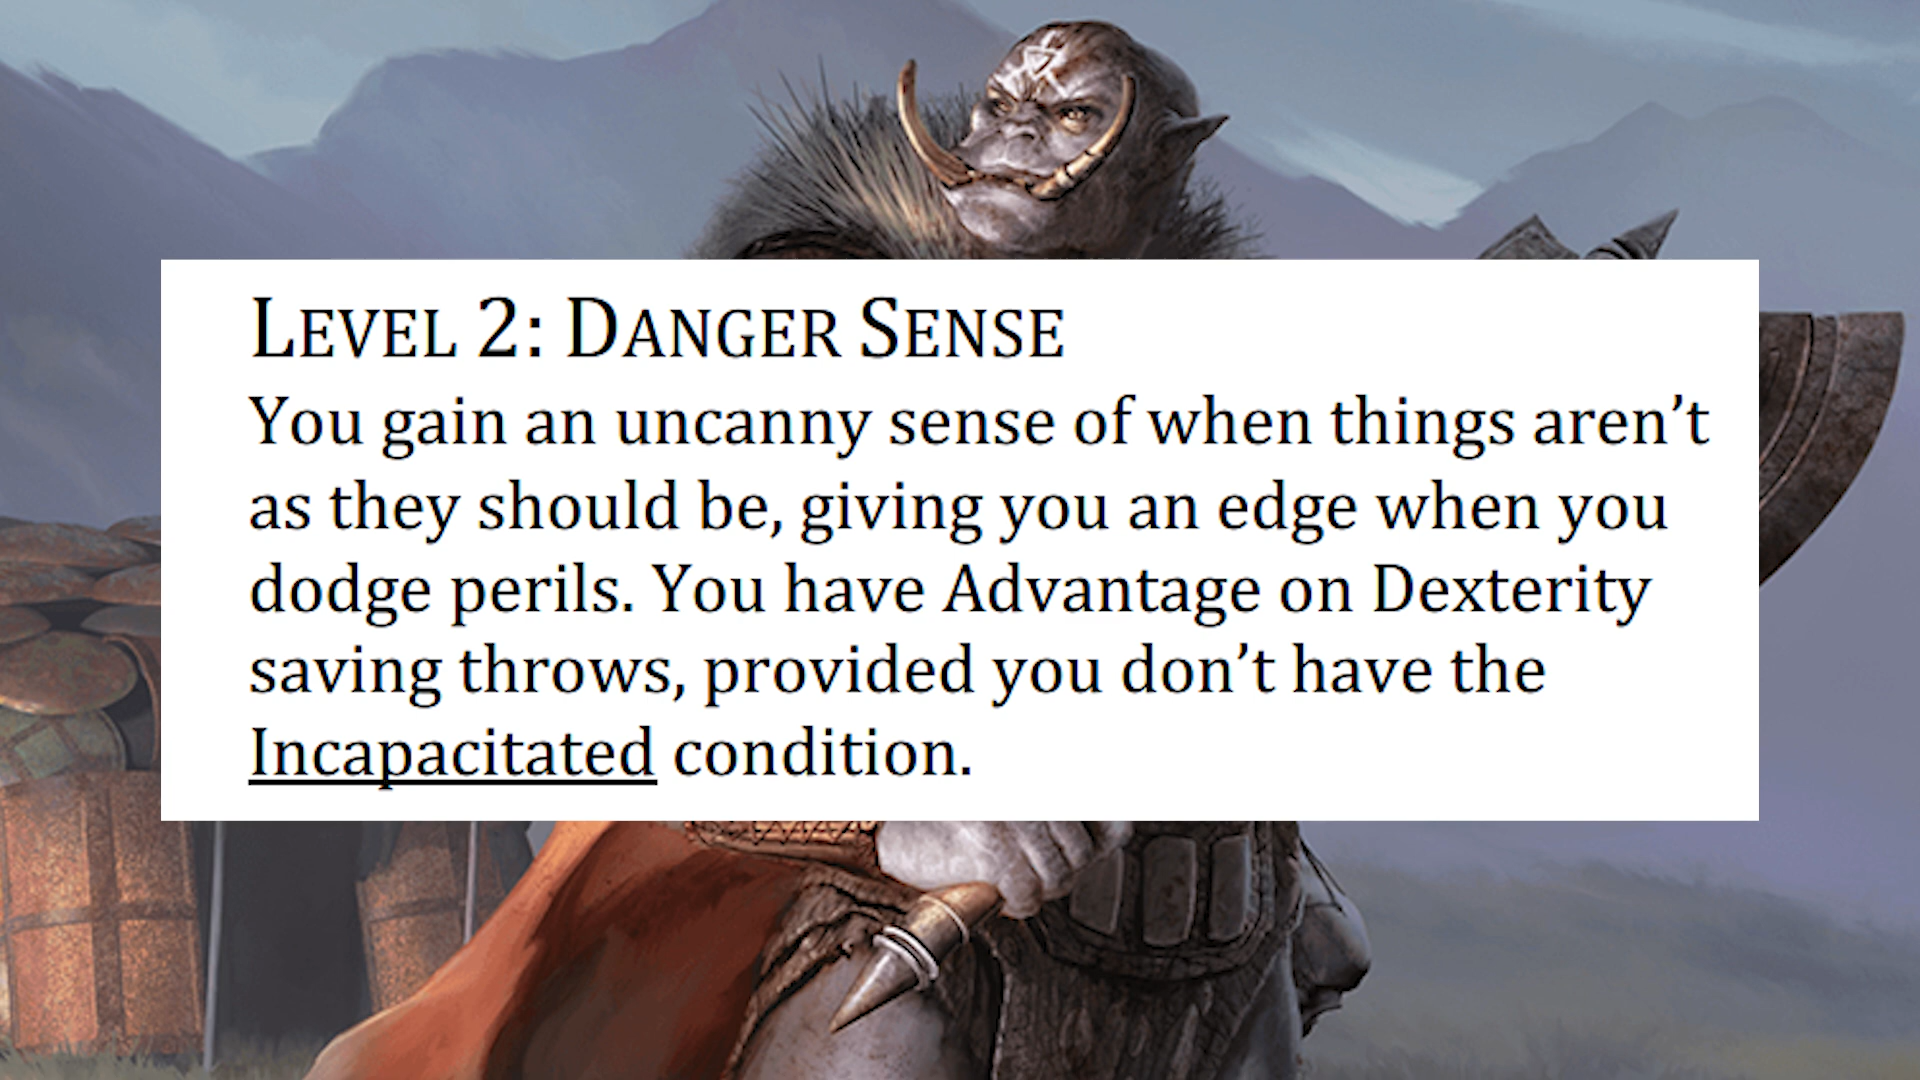 LEVEL 2: DANGER SENSE
You gain an uncanny sense of when things aren’t
as they should be, giving you an edge when you
dodge perils. You have Advantage on Dexterity
saving throws, provided you don’t have the
Incapacitated condition.